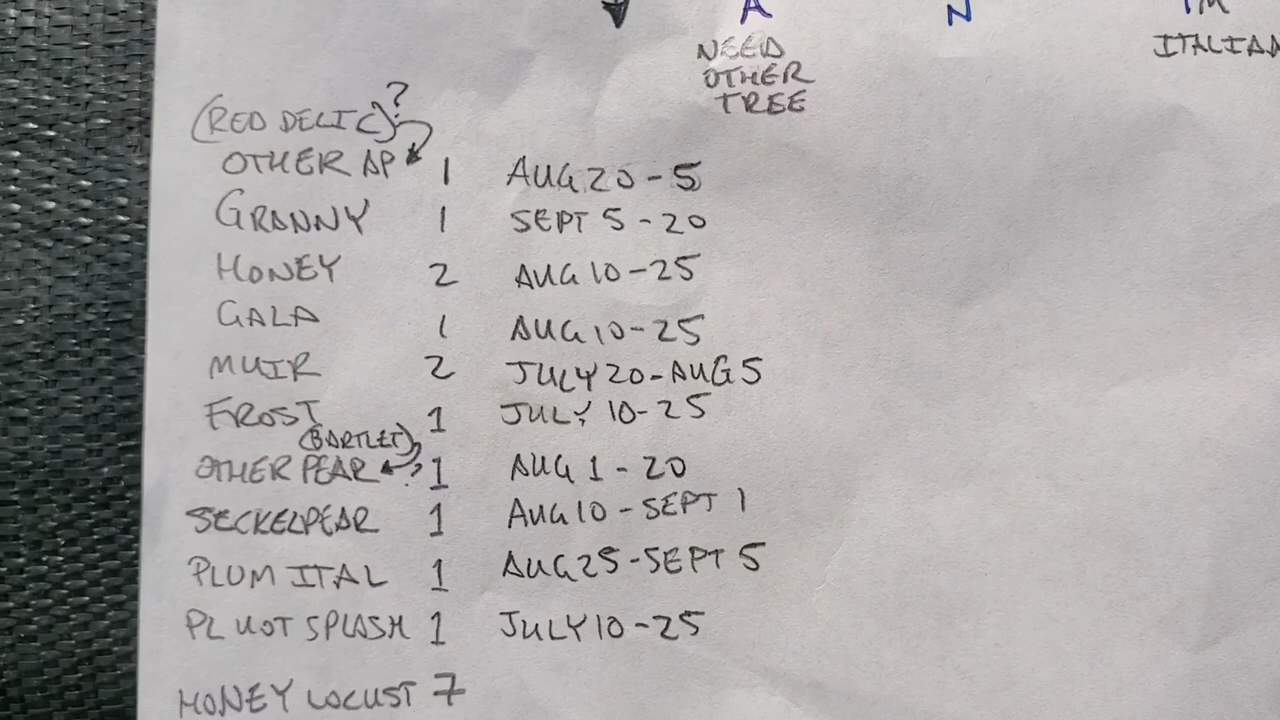 A N
NEED ITALIAN
OTHER
TREE
(RED DELIC)?
OTHER AP 1 AUG 20 - 5
GRANNY 1 SEPT 5 - 20
HONEY 2 AUG 10 - 25
GALA 1 AUG 10 - 25
MUIR 2 JULY 20 - AUG 5
FROST 1 JULY 10 - 25
(BARTLET)
OTHER PEAR ? 1 AUG 1 - 20
SECKELPEAR 1 AUG 10 - SEPT 1
PLUM ITAL 1 AUG 25 - SEPT 5
PLUOT SPLASH 1 JULY 10 - 25
HONEY LOCUST 7